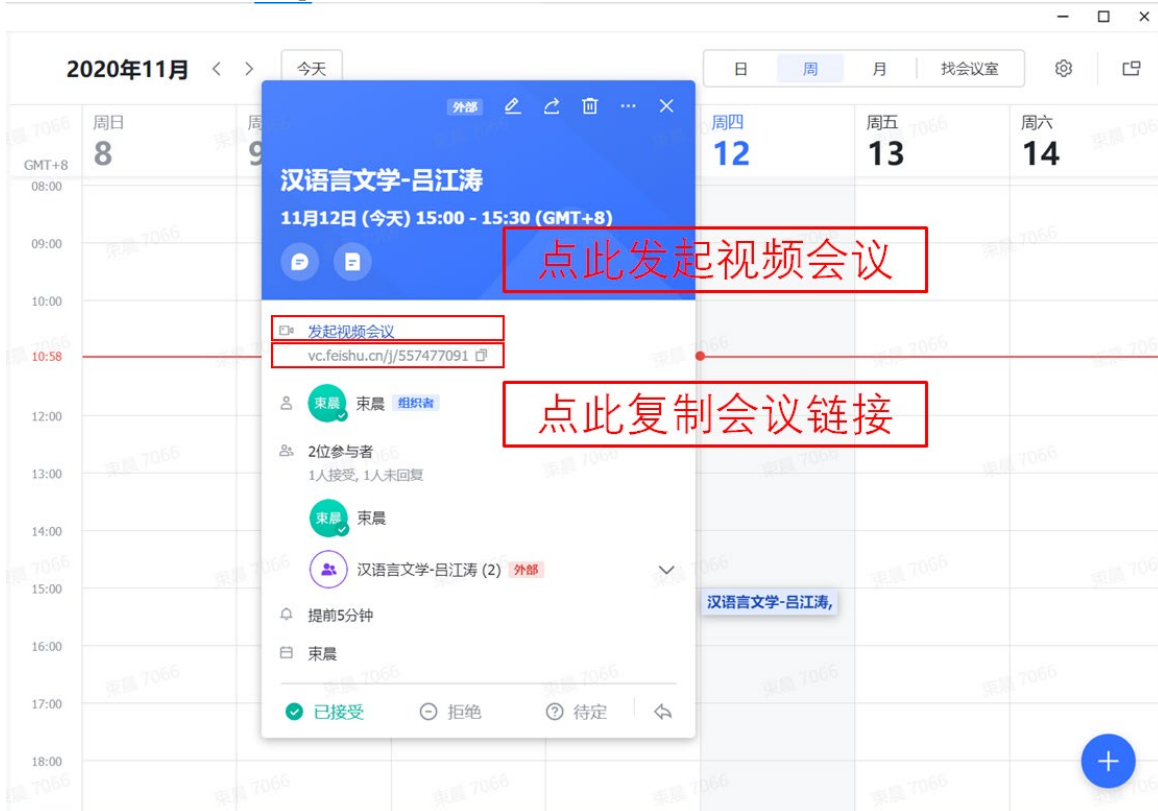 2020年11月
今天
日
周
月
找会议室
GMT+8
周日
8
周
9
周四
12
周五
13
周六
14
08:00
09:00
10:00
10:58
12:00
13:00
14:00
15:00
16:00
17:00
18:00
外部
汉语言文学-吕江涛
11月12日 (今天) 15:00 - 15:30 (GMT+8)
点此发起视频会议
发起视频会议
vc.feishu.cn/j/557477091
点此复制会议链接
束晨 束晨 组织者
2位参与者
1人接受, 1人未回复
束晨 束晨
汉语言文学-吕江涛 (2) 外部
提前5分钟
束晨
已接受 拒绝 待定
汉语言文学-吕江涛,
束晨 7066